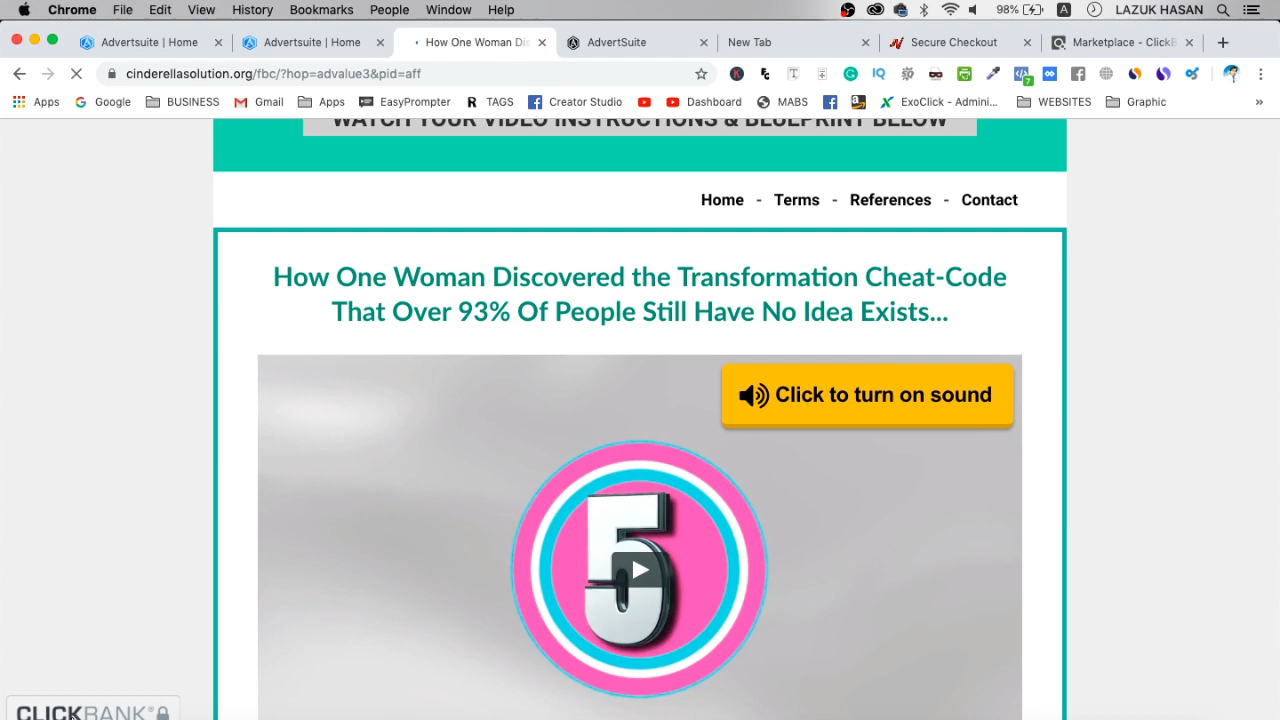 Chrome File Edit View History Bookmarks People Window Help 98% A LAZUK HASAN
Advertsuite | Home Advertsuite | Home How One Woman Dis AdvertSuite New Tab Secure Checkout Marketplace - ClickB
cinderellasolution.org/fbc/?hop=advalue3&pid=aff K T IQ 7
Apps Google BUSINESS Gmail Apps EasyPrompter R TAGS Creator Studio Dashboard MABS ExoClick - Admini... WEBSITES Graphic »
WATCH YOUR VIDEO INSTRUCTIONS & BLUEPRINT BELOW
Home - Terms - References - Contact
How One Woman Discovered the Transformation Cheat-Code
That Over 93% Of People Still Have No Idea Exists...
Click to turn on sound
5
CLICKBANK®